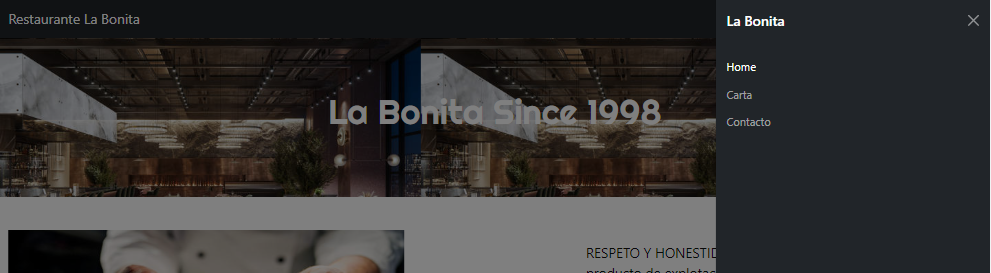 Restaurante La Bonita
La Bonita Since 1998
RESPETO Y HONESTID
producto de explotac
La Bonita
Home
Carta
Contacto